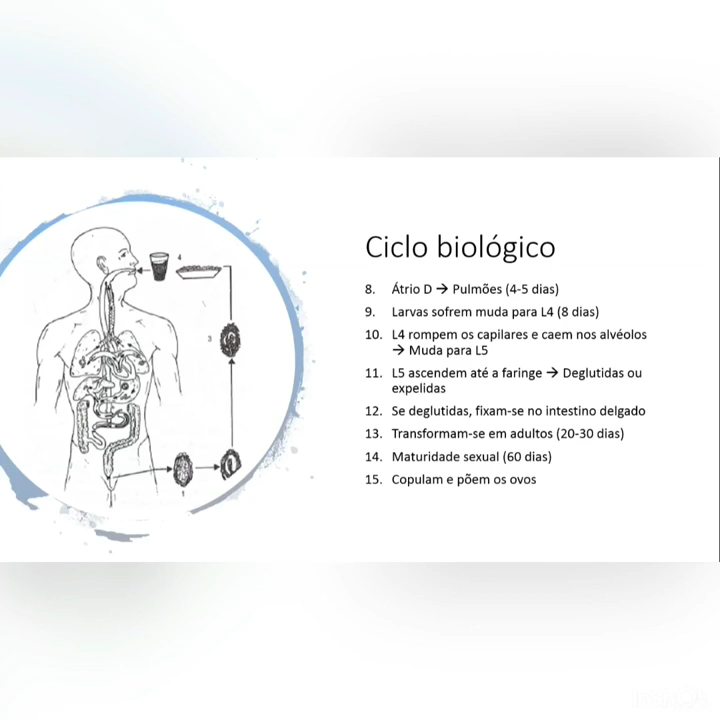 Ciclo biológico
8. Átrio D → Pulmões (4-5 dias)
9. Larvas sofrem muda para L4 (8 dias)
10. L4 rompem os capilares e caem nos alvéolos
→ Muda para L5
11. L5 ascendem até a faringe → Deglutidas ou
expelidas
12. Se deglutidas, fixam-se no intestino delgado
13. Transformam-se em adultos (20-30 dias)
14. Maturidade sexual (60 dias)
15. Copulam e põem os ovos
4
3
1